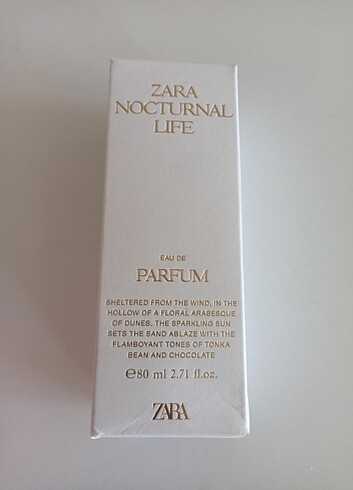 ZARA
NOCTURNAL
LIFE
EAU DE
PARFUM
SHELTERED FROM THE WIND, IN THE
HOLLOW OF A FLORAL ARABESQUE
OF DUNES, THE SPARKLING SUN
SETS THE SAND ABLAZE WITH THE
FLAMBOYANT TONES OF TONKA
BEAN AND CHOCOLATE
℮80 ml 2.71 fl.oz.
ZARA